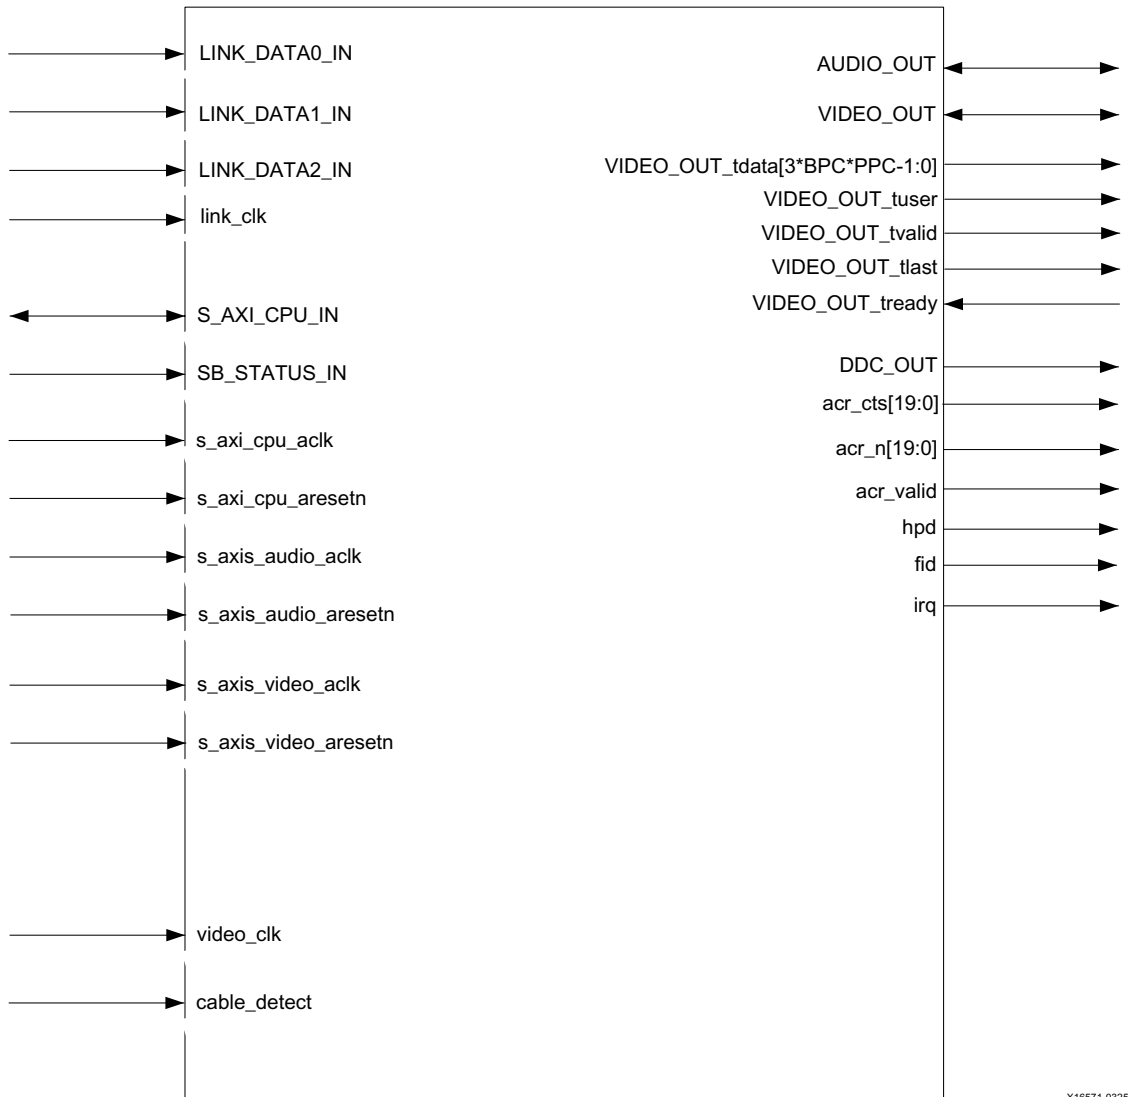 LINK_DATA0_IN
LINK_DATA1_IN
LINK_DATA2_IN
link_clk
S_AXI_CPU_IN
SB_STATUS_IN
s_axi_cpu_aclk
s_axi_cpu_aresetn
s_axis_audio_aclk
s_axis_audio_aresetn
s_axis_video_aclk
s_axis_video_aresetn
video_clk
cable_detect
AUDIO_OUT
VIDEO_OUT
VIDEO_OUT_tdata[3*BPC*PPC-1:0]
VIDEO_OUT_tuser
VIDEO_OUT_tvalid
VIDEO_OUT_tlast
VIDEO_OUT_tready
DDC_OUT
acr_cts[19:0]
acr_n[19:0]
acr_valid
hpd
fid
irq